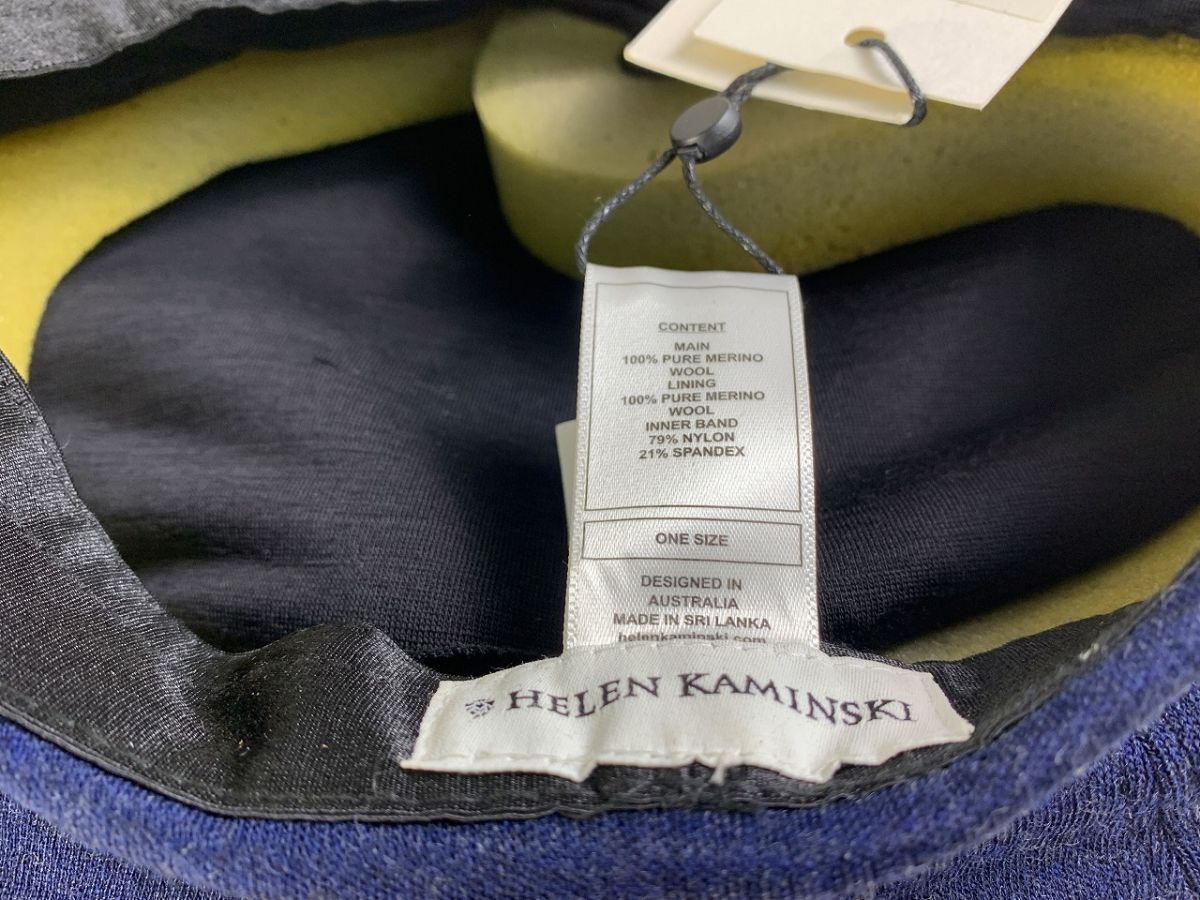 CONTENT
MAIN
100% PURE MERINO
WOOL
LINING
100% PURE MERINO
WOOL
INNER BAND
79% NYLON
21% SPANDEX
ONE SIZE
DESIGNED IN
AUSTRALIA
MADE IN SRI LANKA
helenkaminski.com
HELEN KAMINSKI